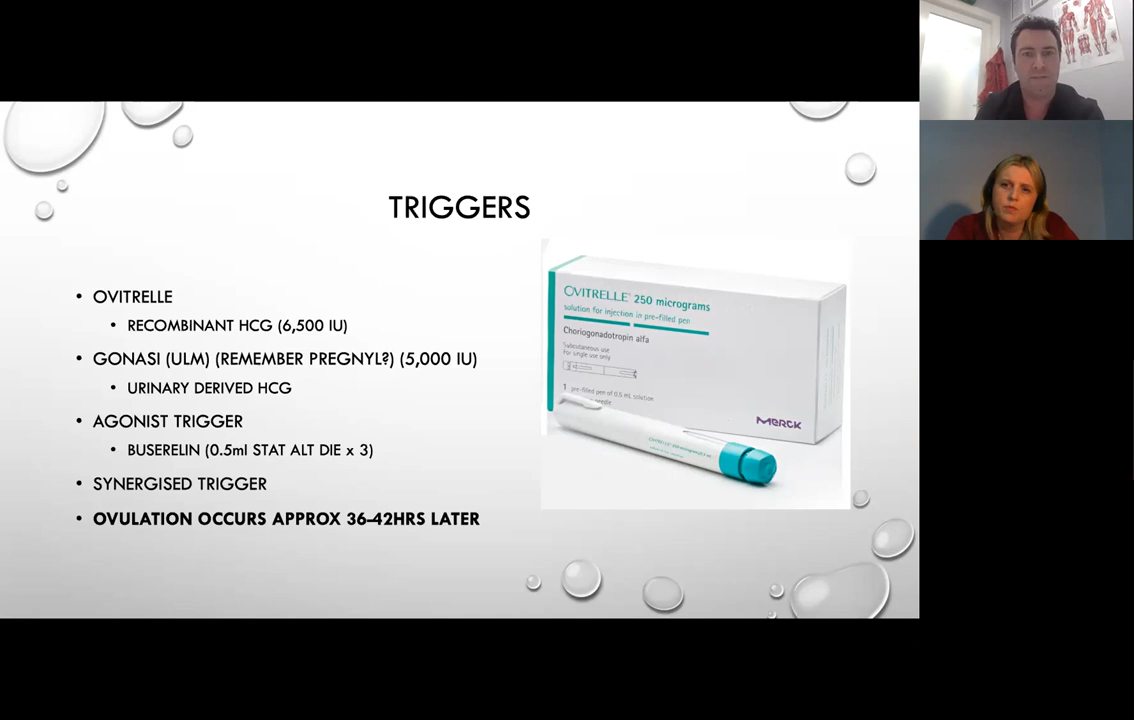 TRIGGERS
• OVITRELLE
• RECOMBINANT HCG (6,500 IU)
• GONASI (ULM) (REMEMBER PREGNYL?) (5,000 IU)
• URINARY DERIVED HCG
• AGONIST TRIGGER
• BUSERELIN (0.5ml STAT ALT DIE x 3)
• SYNERGISED TRIGGER
• OVULATION OCCURS APPROX 36-42HRS LATER
OVITRELLE 250 micrograms
solution for injection in pre-filled pen
Choriogonadotropin alfa
Subcutaneous use
For single use only
1 pre-filled pen of 0.5 mL solution
needle
MERCK